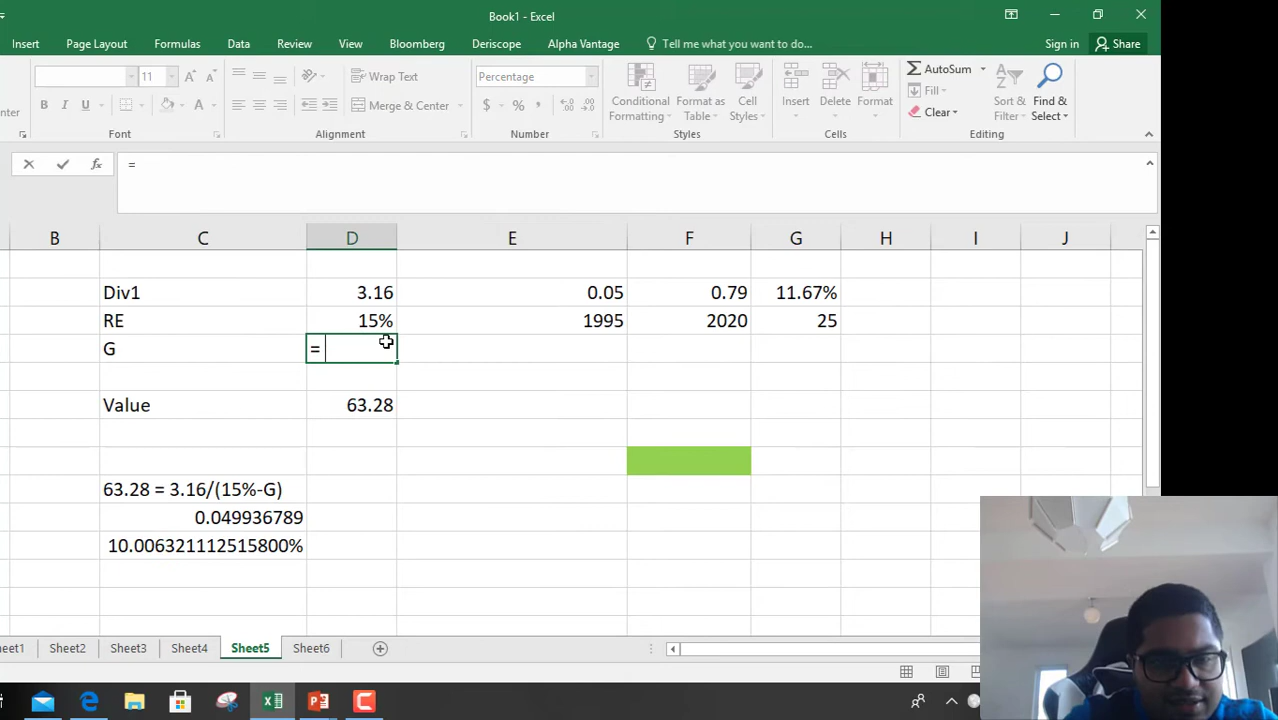 Book1 - Excel
Insert Page Layout Formulas Data Review View Bloomberg Deriscope Alpha Vantage Tell me what you want to do... Sign in Share
11 Wrap Text Percentage AutoSum
Fill
Merge & Center Conditional Formatting Format as Table Cell Styles Insert Delete Format Clear Sort & Filter Find & Select
Font Alignment Number Styles Cells Editing
=
B C D E F G H I J
Div1 3.16 0.05 0.79 11.67%
RE 15% 1995 2020 25
G =
Value 63.28
63.28 = 3.16/(15%-G)
0.049936789
10.006321112515800%
Sheet2 Sheet3 Sheet4 Sheet5 Sheet6